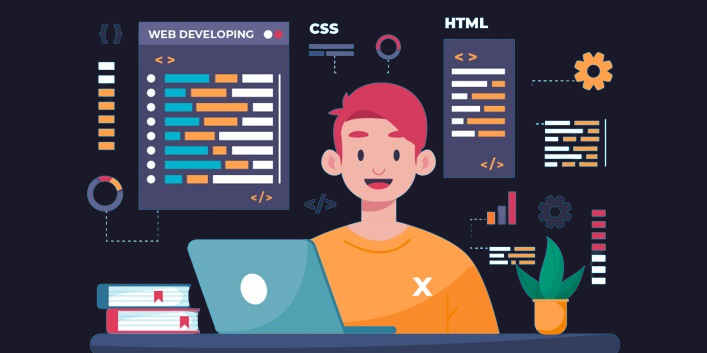 { }
WEB DEVELOPING
< >
</>
CSS
</>
HTML
< >
</>
X